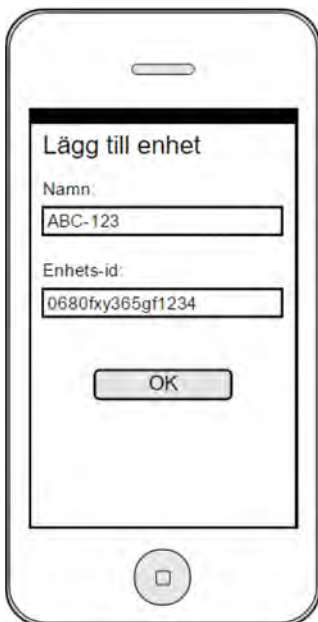 Lägg till enhet
Namn:
ABC-123
Enhets-id:
0680fxy365gf1234
OK